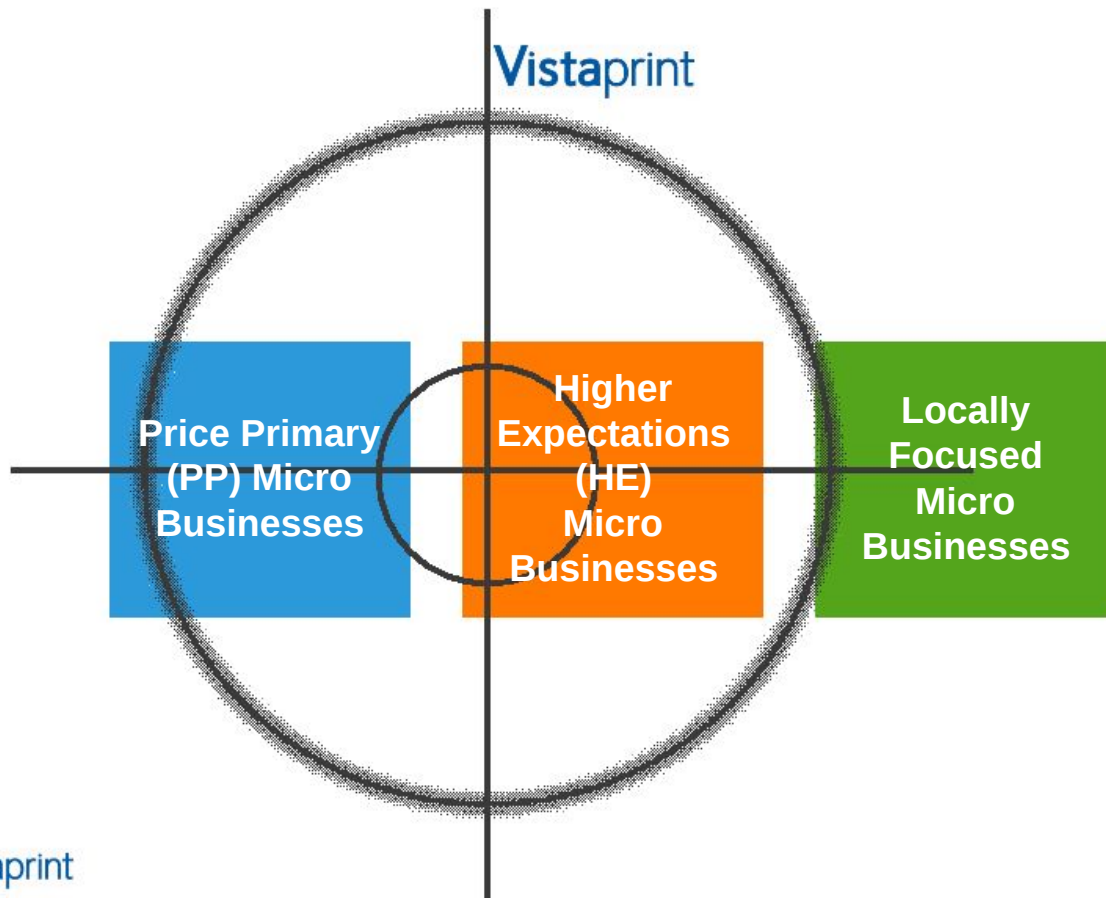 Vistaprint
Price Primary
(PP) Micro
Businesses
Higher
Expectations
(HE)
Micro
Businesses
Locally
Focused
Micro
Businesses
print